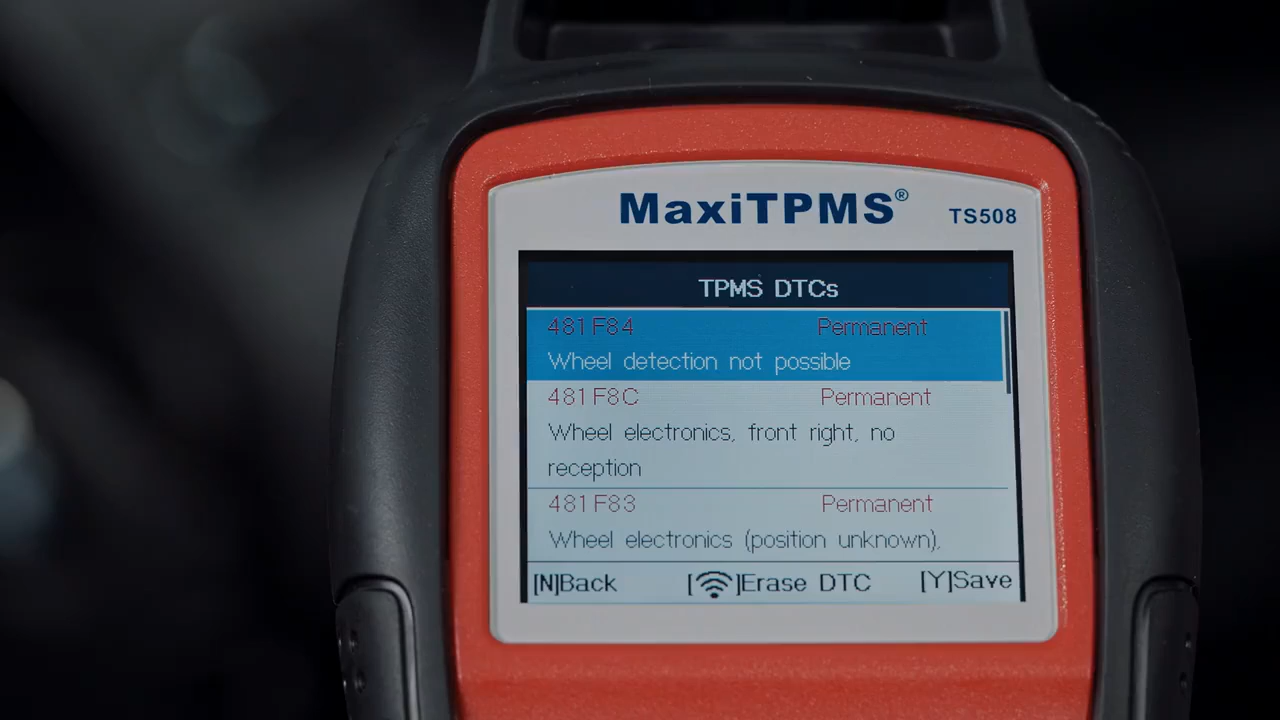 MaxiTPMS®
TS508
TPMS DTCs
481F84 Permanent
Wheel detection not possible
481F8C Permanent
Wheel electronics, front right, no
reception
481F83 Permanent
Wheel electronics (position unknown),
[N]Back []Erase DTC [Y]Save